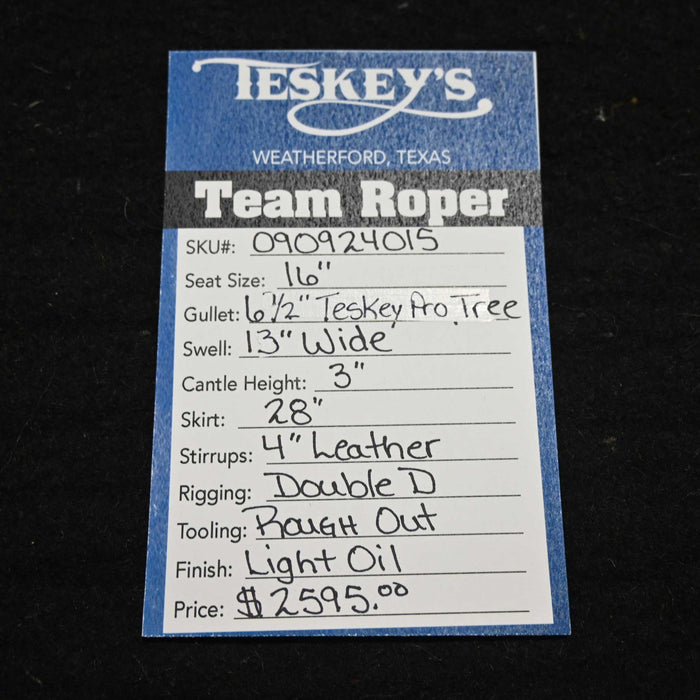 TESKEY'S
WEATHERFORD, TEXAS
Team Roper
SKU#: 090924015
Seat Size: 16"
Gullet: 6 1/2" Teskey Pro Tree
Swell: 13" Wide
Cantle Height: 3"
Skirt: 28"
Stirrups: 4" Leather
Rigging: Double D
Tooling: Rough Out
Finish: Light Oil
Price: $2595.00